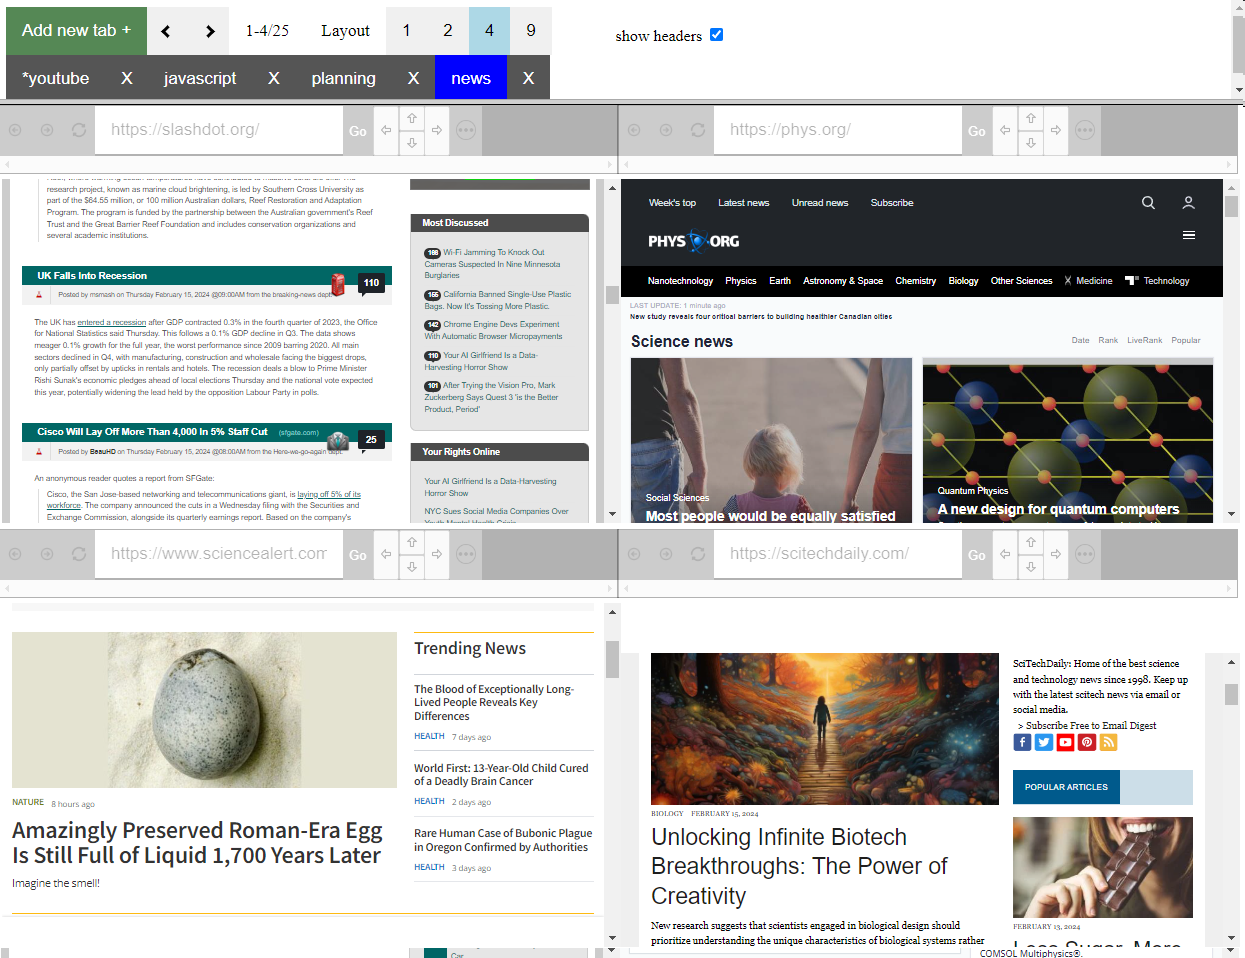 Add new tab +
1-4/25
Layout
1
2
4
9
show headers
*youtube
X
javascript
X
planning
X
news
X
https://slashdot.org/
Go
research project, known as marine cloud brightening, is led by Southern Cross University as
part of the $64.55 million, or 100 million Australian dollars, Reef Restoration and Adaptation
Program. The program is funded by the partnership between the Australian government's Reef
Trust and the Great Barrier Reef Foundation and includes conservation organizations and
several academic institutions.
UK Falls Into Recession
110
Posted by msmash on Thursday February 15, 2024 @09:00AM from the breaking-news dept.
The UK has entered a recession after GDP contracted 0.3% in the fourth quarter of 2023, the Office
for National Statistics said Thursday. This follows a 0.1% GDP decline in Q3. The data shows
meager 0.1% growth for the full year, the worst performance since 2009 barring 2020. All main
sectors declined in Q4, with manufacturing, construction and wholesale facing the biggest drops,
only partially offset by upticks in rentals and hotels. The recession deals a blow to Prime Minister
Rishi Sunak's economic pledges ahead of local elections Thursday and the national vote expected
this year, potentially widening the lead held by the opposition Labour Party in polls.
Cisco Will Lay Off More Than 4,000 In 5% Staff Cut (sfgate.com)
25
Posted by BeauHD on Thursday February 15, 2024 @08:00AM from the Here-we-go-again dept.
An anonymous reader quotes a report from SFGate:
Cisco, the San Jose-based networking and telecommunications giant, is laying off 5% of its
workforce. The company announced the cuts in a Wednesday filing with the Securities and
Exchange Commission, alongside its quarterly earnings report. Based on the company's
Most Discussed
186 Wi-Fi Jamming To Knock Out
Cameras Suspected In Nine Minnesota
Burglaries
166 California Banned Single-Use Plastic
Bags. Now It's Tossing More Plastic.
142 Chrome Engine Devs Experiment
With Automatic Browser Micropayments
110 Your AI Girlfriend Is a Data-
Harvesting Horror Show
101 After Trying the Vision Pro, Mark
Zuckerberg Says Quest 3 'is the Better
Product, Period'
Your Rights Online
Your AI Girlfriend Is a Data-Harvesting
Horror Show
NYC Sues Social Media Companies Over
Youth Mental Health Crisis
https://phys.org/
Go
Week's top
Latest news
Unread news
Subscribe
PHYS ORG
Nanotechnology
Physics
Earth
Astronomy & Space
Chemistry
Biology
Other Sciences
Medicine
Technology
LAST UPDATE: 1 minute ago
New study reveals four critical barriers to building healthier Canadian cities
Science news
Date
Rank
LiveRank
Popular
Social Sciences
Most people would be equally satisfied
Quantum Physics
A new design for quantum computers
https://www.sciencealert.com
Go
NATURE 8 hours ago
Amazingly Preserved Roman-Era Egg
Is Still Full of Liquid 1,700 Years Later
Imagine the smell!
Trending News
The Blood of Exceptionally Long-
Lived People Reveals Key
Differences
HEALTH 7 days ago
World First: 13-Year-Old Child Cured
of a Deadly Brain Cancer
HEALTH 2 days ago
Rare Human Case of Bubonic Plague
in Oregon Confirmed by Authorities
HEALTH 3 days ago
Car
https://scitechdaily.com/
Go
BIOLOGY FEBRUARY 15, 2024
Unlocking Infinite Biotech
Breakthroughs: The Power of
Creativity
New research suggests that scientists engaged in biological design should
prioritize understanding the unique characteristics of biological systems rather
SciTechDaily: Home of the best science
and technology news since 1998. Keep up
with the latest scitech news via email or
social media.
> Subscribe Free to Email Digest
POPULAR ARTICLES
FEBRUARY 13, 2024
Less Sugar, More
COMSOL Multiphysics®.